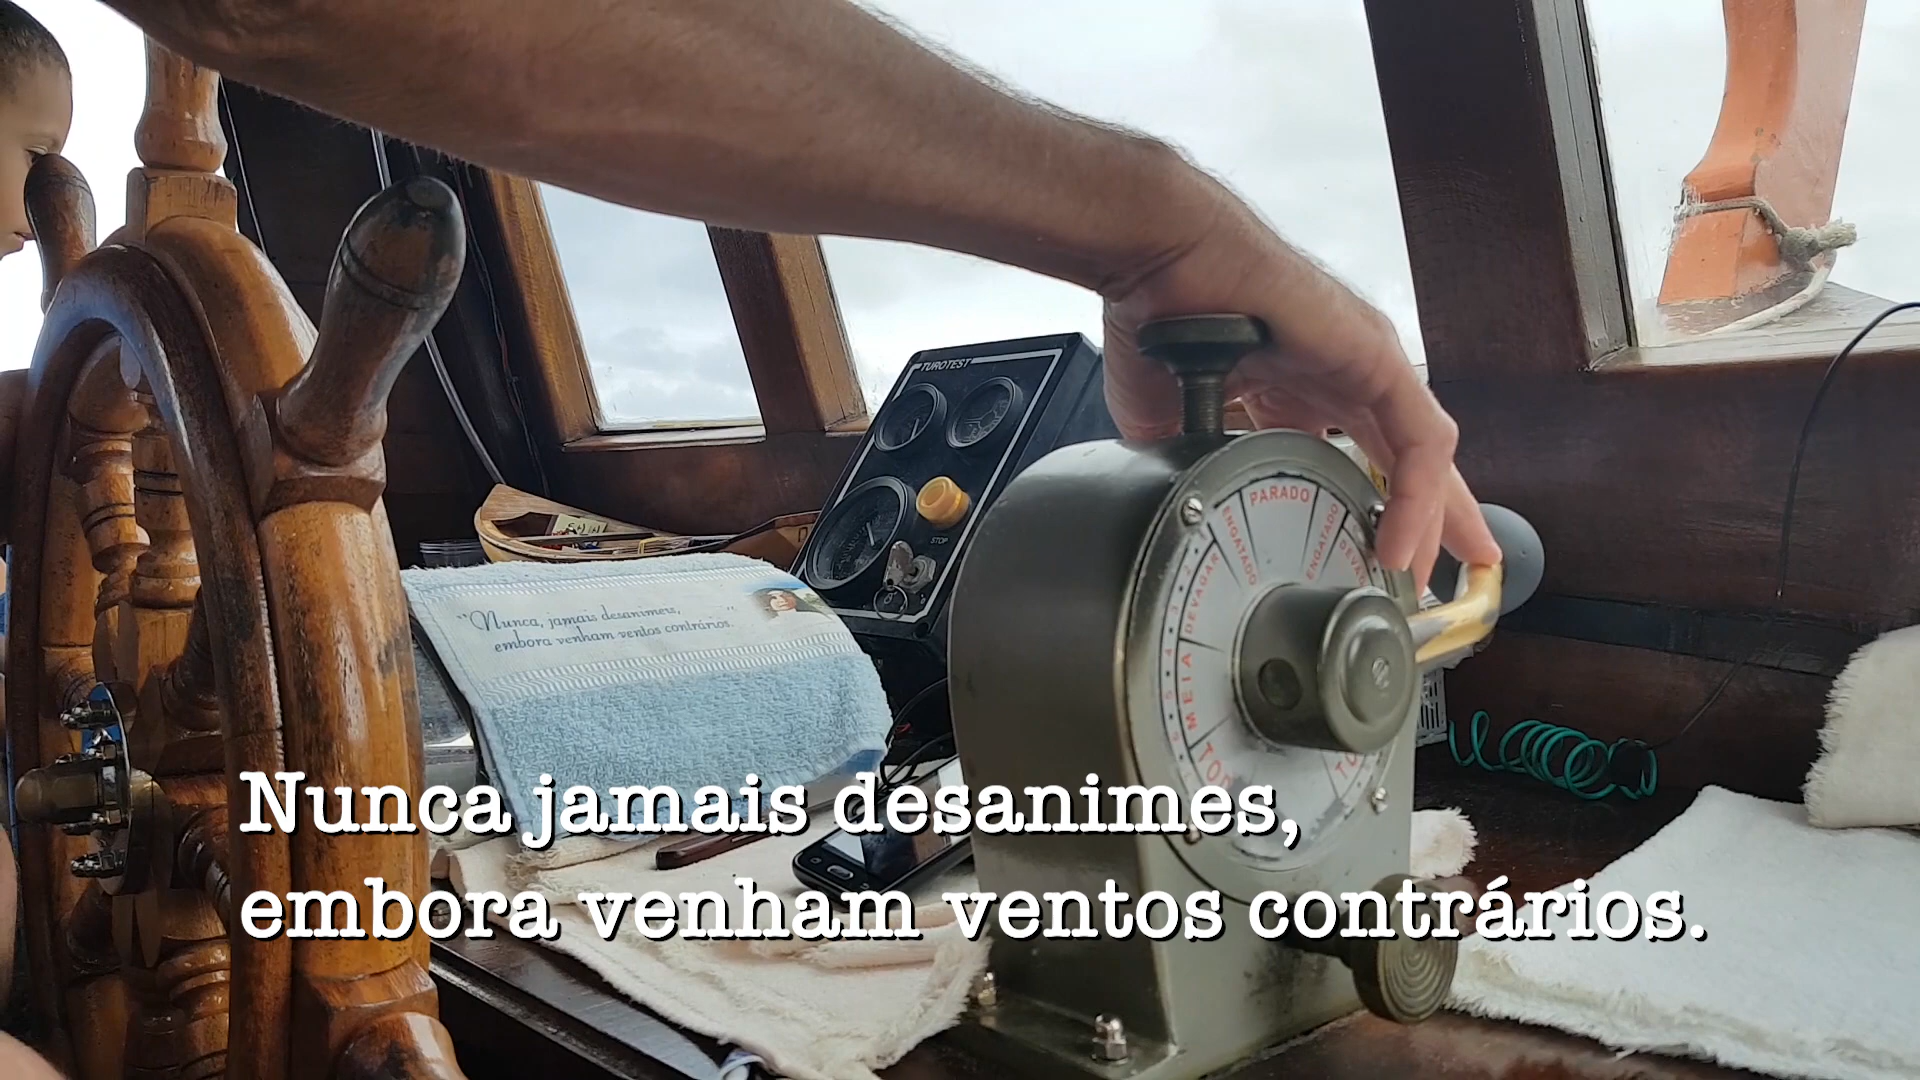 TUROTEST
STOP
PARADO
ENGATADO
ENGATADO
DEVAGAR
MEIA
"Nunca, jamais desanimeis,
embora venham ventos contrários."
Nunca jamais desanimes,
embora venham ventos contrários.